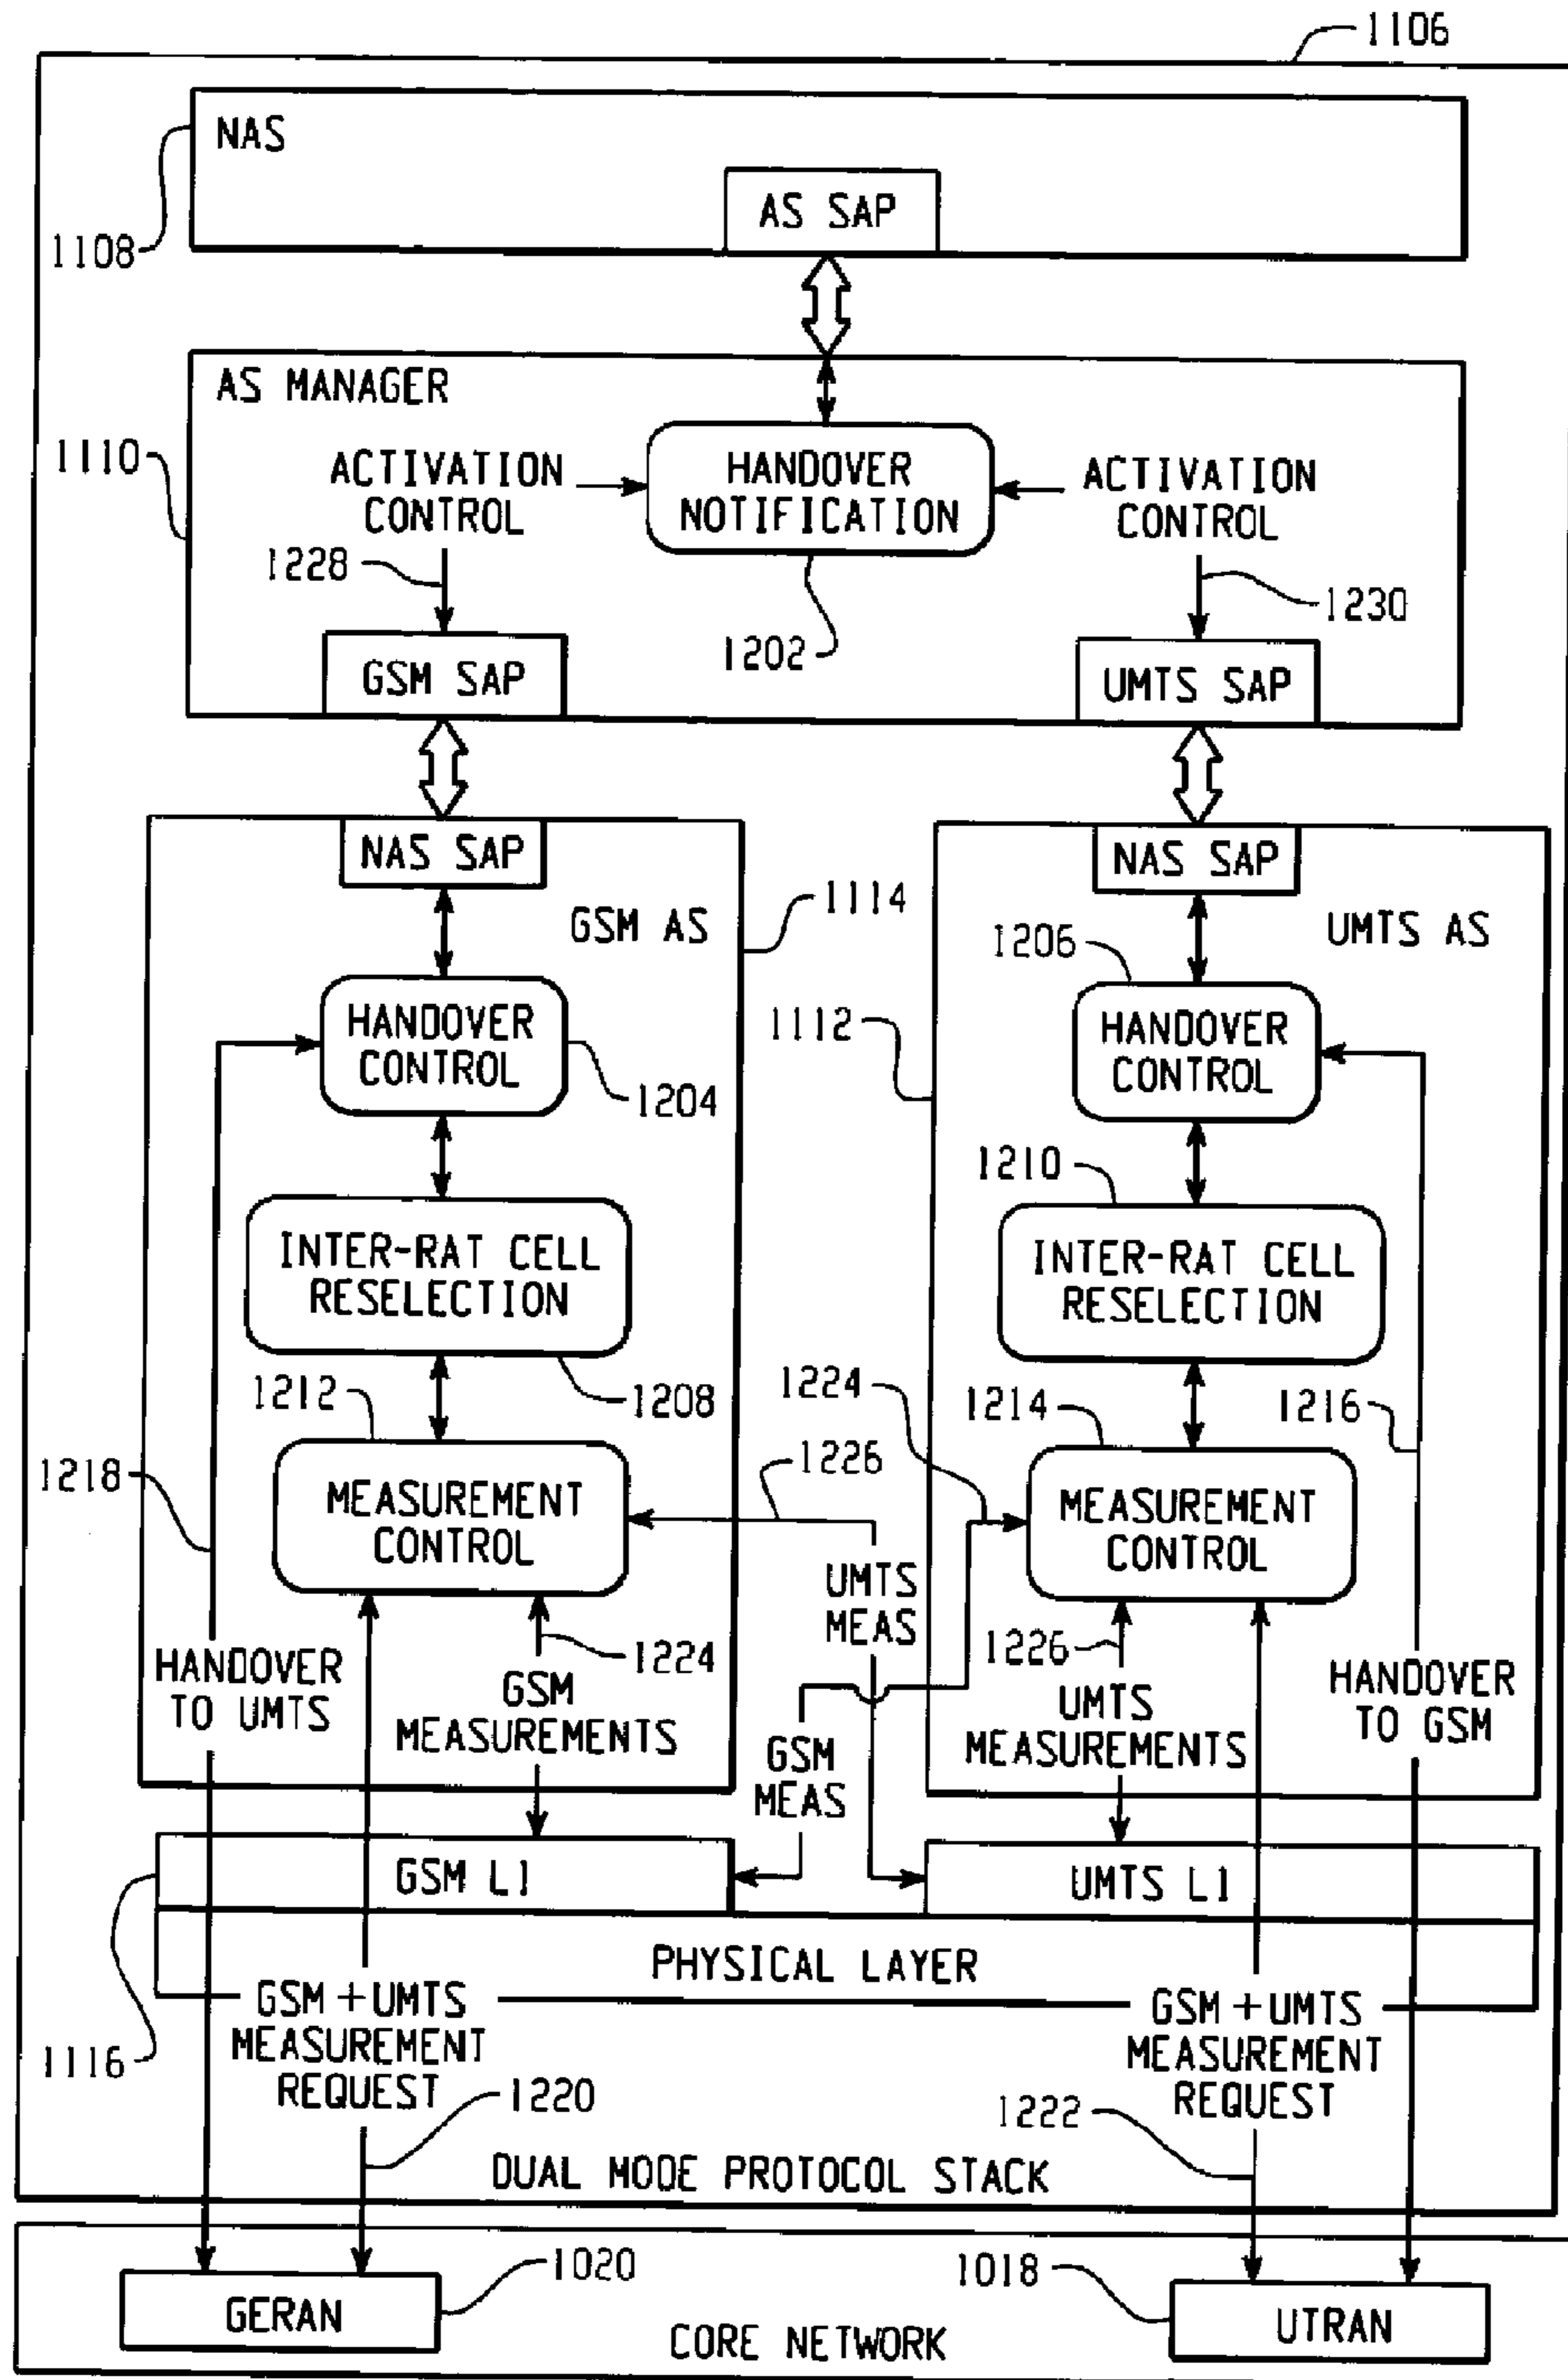 1106
NAS
AS SAP
1108
AS MANAGER
1110
ACTIVATION
CONTROL
HANDOVER
NOTIFICATION
ACTIVATION
CONTROL
1228
1202
1230
GSM SAP
UMTS SAP
NAS SAP
GSM AS
1114
NAS SAP
UMTS AS
1206
HANDOVER
CONTROL
1204
1112
HANDOVER
CONTROL
1210
INTER-RAT CELL
RESELECTION
1208
INTER-RAT CELL
RESELECTION
1212
1224
1214
1216
1218
MEASUREMENT
CONTROL
1226
MEASUREMENT
CONTROL
UMTS
MEAS
HANDOVER
TO UMTS
1224
GSM
MEASUREMENTS
GSM
MEAS
1226
UMTS
MEASUREMENTS
HANDOVER
TO GSM
GSM L1
UMTS L1
PHYSICAL LAYER
1116
GSM+UMTS
MEASUREMENT
REQUEST
1220
GSM+UMTS
MEASUREMENT
REQUEST
1222
DUAL MODE PROTOCOL STACK
GERAN
1020
CORE NETWORK
1018
UTRAN